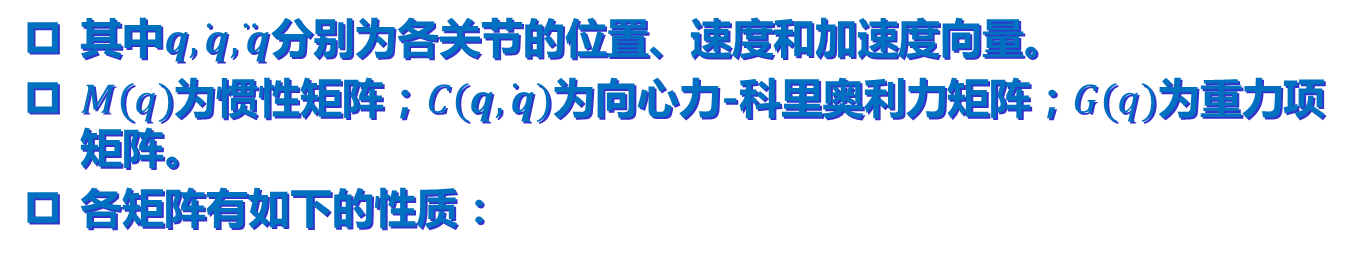 □ 其中q, q̇, q̈分别为各关节的位置、速度和加速度向量。
□ M(q)为惯性矩阵；C(q, q̇)为向心力-科里奥利力矩阵；G(q)为重力项
矩阵。
□ 各矩阵有如下的性质：